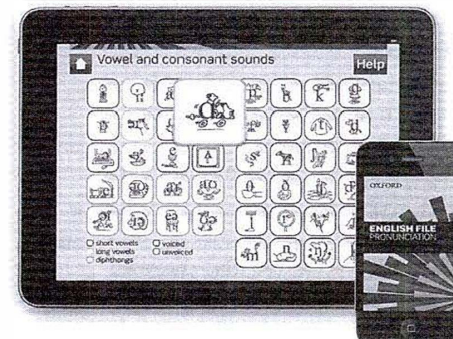 Vowel and consonant sounds
Help
short vowels
long vowels
diphthongs
voiced
unvoiced
OXFORD
ENGLISH FILE
PRONUNCIATION